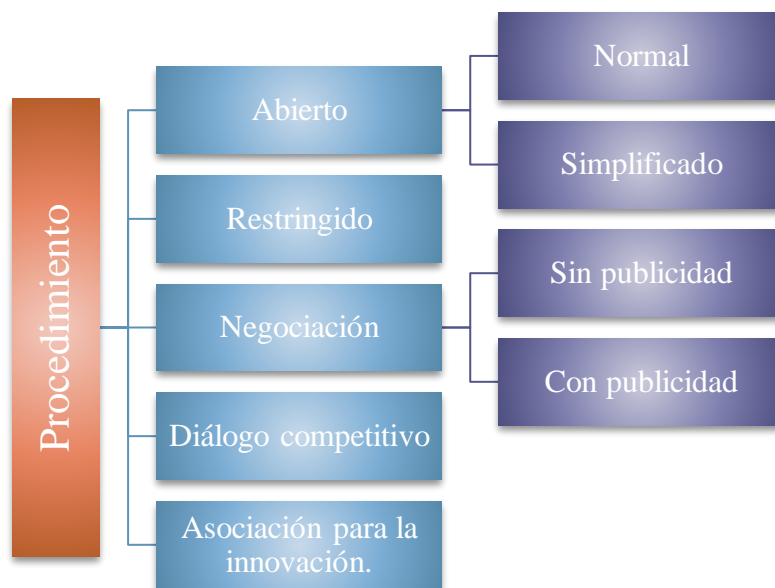 Procedimiento
Abierto
Normal
Simplificado
Restringido
Negociación
Sin publicidad
Con publicidad
Diálogo competitivo
Asociación para la
innovación.